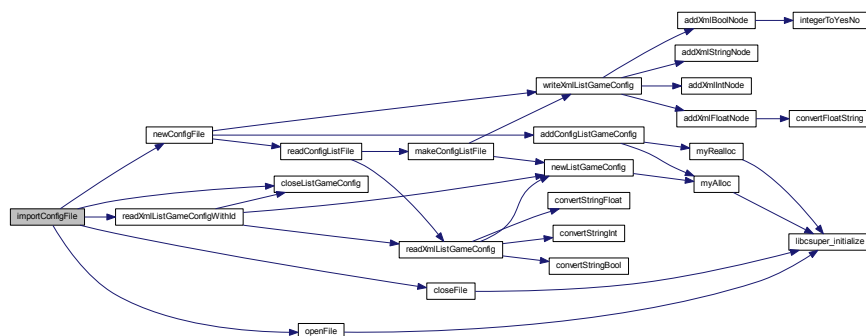 addXmlBoolNode
integerToYesNo
addXmlStringNode
writeXmlListGameConfig
addXmlIntNode
addXmlFloatNode
convertFloatString
newConfigFile
addConfigListGameConfig
readConfigListFile
makeConfigListFile
myRealloc
newListGameConfig
closeListGameConfig
myAlloc
convertStringFloat
importConfigFile
readXmlListGameConfigWithId
convertStringInt
libcsuper_initialize
readXmlListGameConfig
convertStringBool
closeFile
openFile